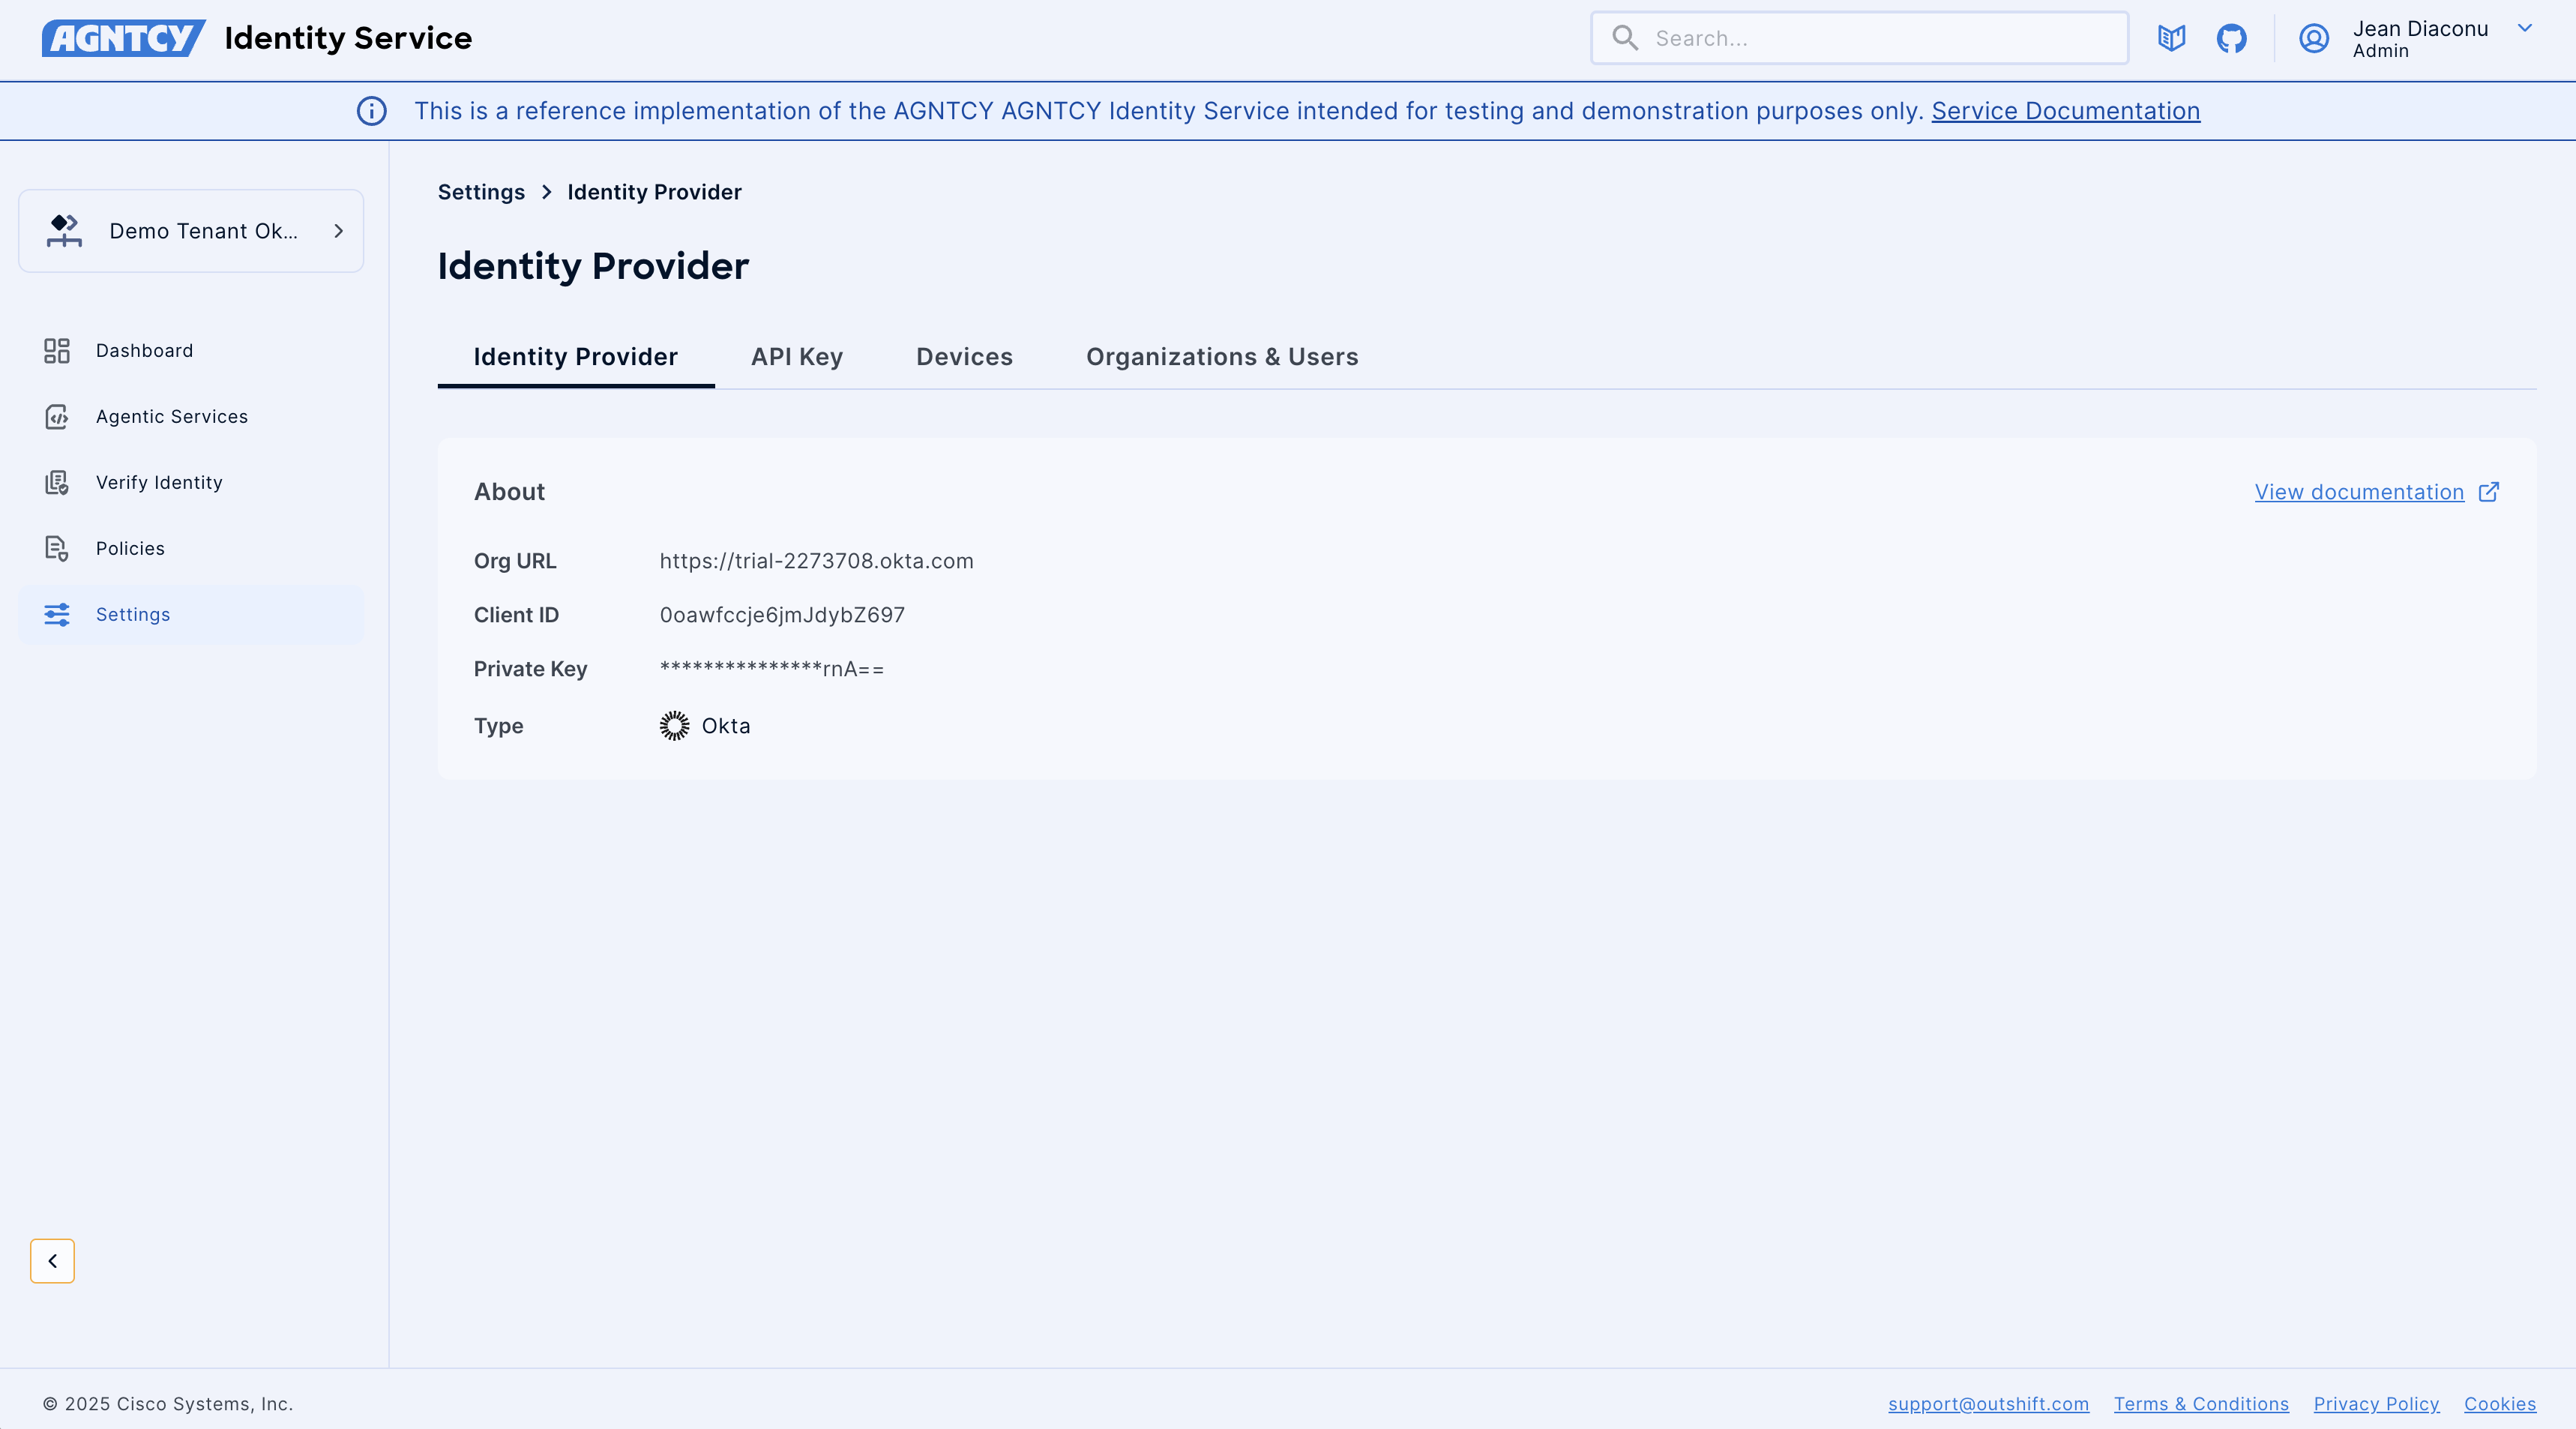 AGNTCY Identity Service
Search...
Jean Diaconu
Admin
This is a reference implementation of the AGNTCY AGNTCY Identity Service intended for testing and demonstration purposes only. Service Documentation
Demo Tenant Ok...
Dashboard
Agentic Services
Verify Identity
Policies
Settings
Settings > Identity Provider
Identity Provider
Identity Provider API Key Devices Organizations & Users
About
View documentation
Org URL https://trial-2273708.okta.com
Client ID 0oawfccje6jmJdybZ697
Private Key ***************rnA==
Type Okta
© 2025 Cisco Systems, Inc.
support@outshift.com Terms & Conditions Privacy Policy Cookies